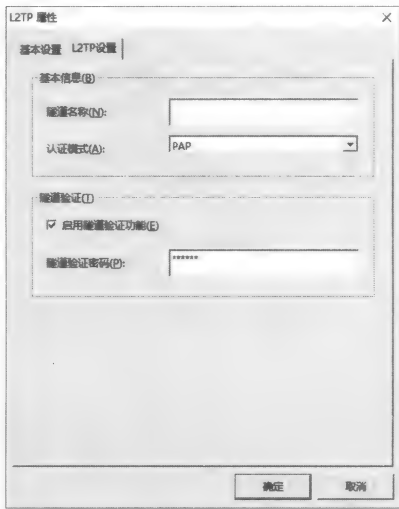 L2TP 属性
基本设置 L2TP设置
基本信息(B)
隧道名称(N):
认证模式(A): PAP
隧道验证(T)
启用隧道验证功能(E)
隧道验证密码(P): ******
确定 取消